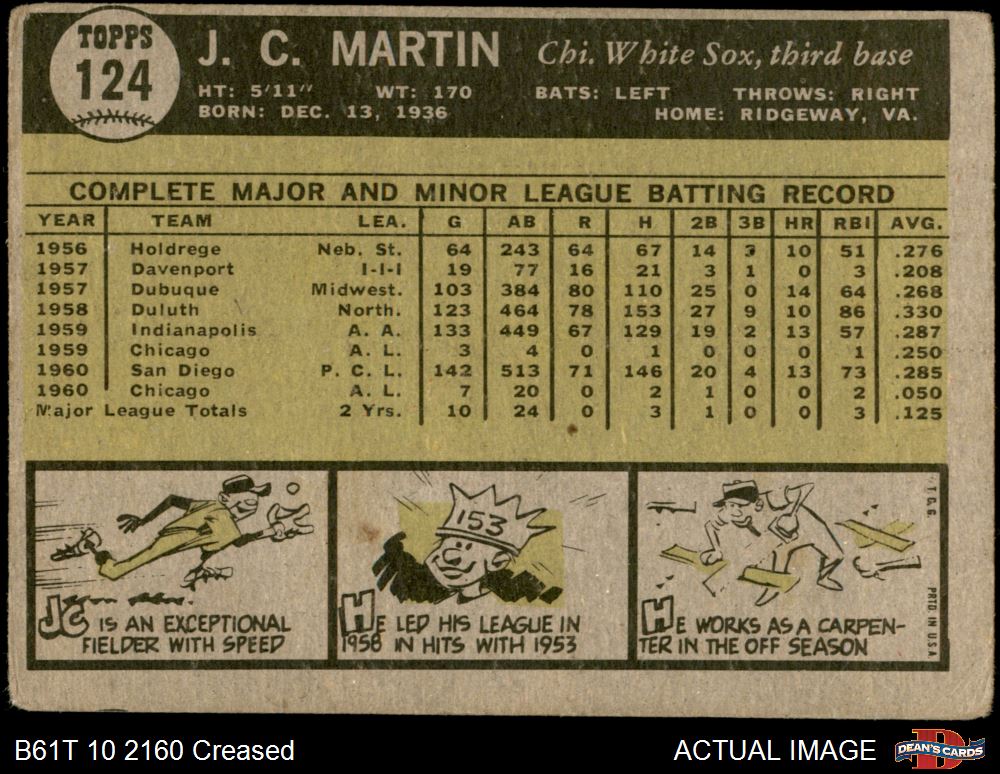 TOPPS
124
J. C. MARTIN
Chi. White Sox, third base
HT: 5'11" WT: 170 BATS: LEFT THROWS: RIGHT
BORN: DEC. 13, 1936 HOME: RIDGEWAY, VA.
COMPLETE MAJOR AND MINOR LEAGUE BATTING RECORD
YEAR TEAM LEA. G AB R H 2B 3B HR RBI AVG.
1956 Holdrege Neb. St. 64 243 64 67 14 3 10 51 .276
1957 Davenport I-I-I 19 77 16 21 3 1 0 3 .208
1957 Dubuque Midwest. 103 384 80 110 25 0 14 64 .268
1958 Duluth North. 123 464 78 153 27 9 10 86 .330
1959 Indianapolis A. A. 133 449 67 129 19 2 13 57 .287
1959 Chicago A. L. 3 4 0 1 0 0 0 1 .250
1960 San Diego P. C. L. 142 513 71 146 20 4 13 73 .285
1960 Chicago A. L. 7 20 0 2 1 0 0 2 .050
Major League Totals 2 Yrs. 10 24 0 3 1 0 0 3 .125
JC IS AN EXCEPTIONAL
FIELDER WITH SPEED
153
HE LED HIS LEAGUE IN
1958 IN HITS WITH 1953
HE WORKS AS A CARPEN-
TER IN THE OFF SEASON
T.C.G. PRTD. IN U.S.A.
B61T 10 2160 Creased
ACTUAL IMAGE
D
DEAN'S CARDS